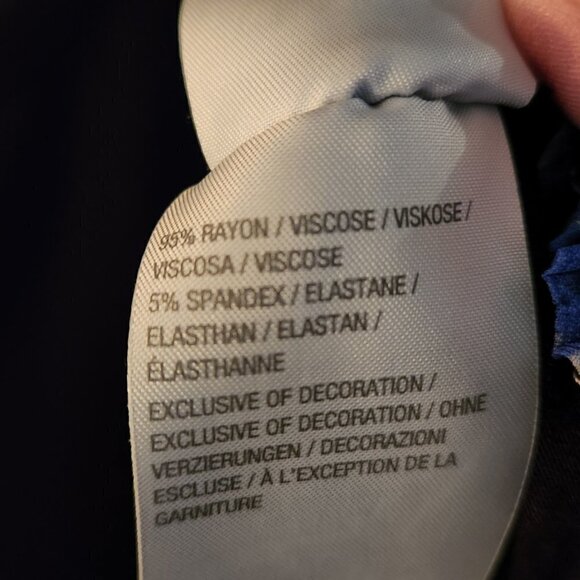 95% RAYON / VISCOSE / VISKOSE /
VISCOSA / VISCOSE
5% SPANDEX / ELASTANE /
ELASTHAN / ELASTAN /
ÉLASTHANNE
EXCLUSIVE OF DECORATION /
EXCLUSIVE OF DECORATION / OHNE
VERZIERUNGEN / DECORAZIONI
ESCLUSE / À L'EXCEPTION DE LA
GARNITURE